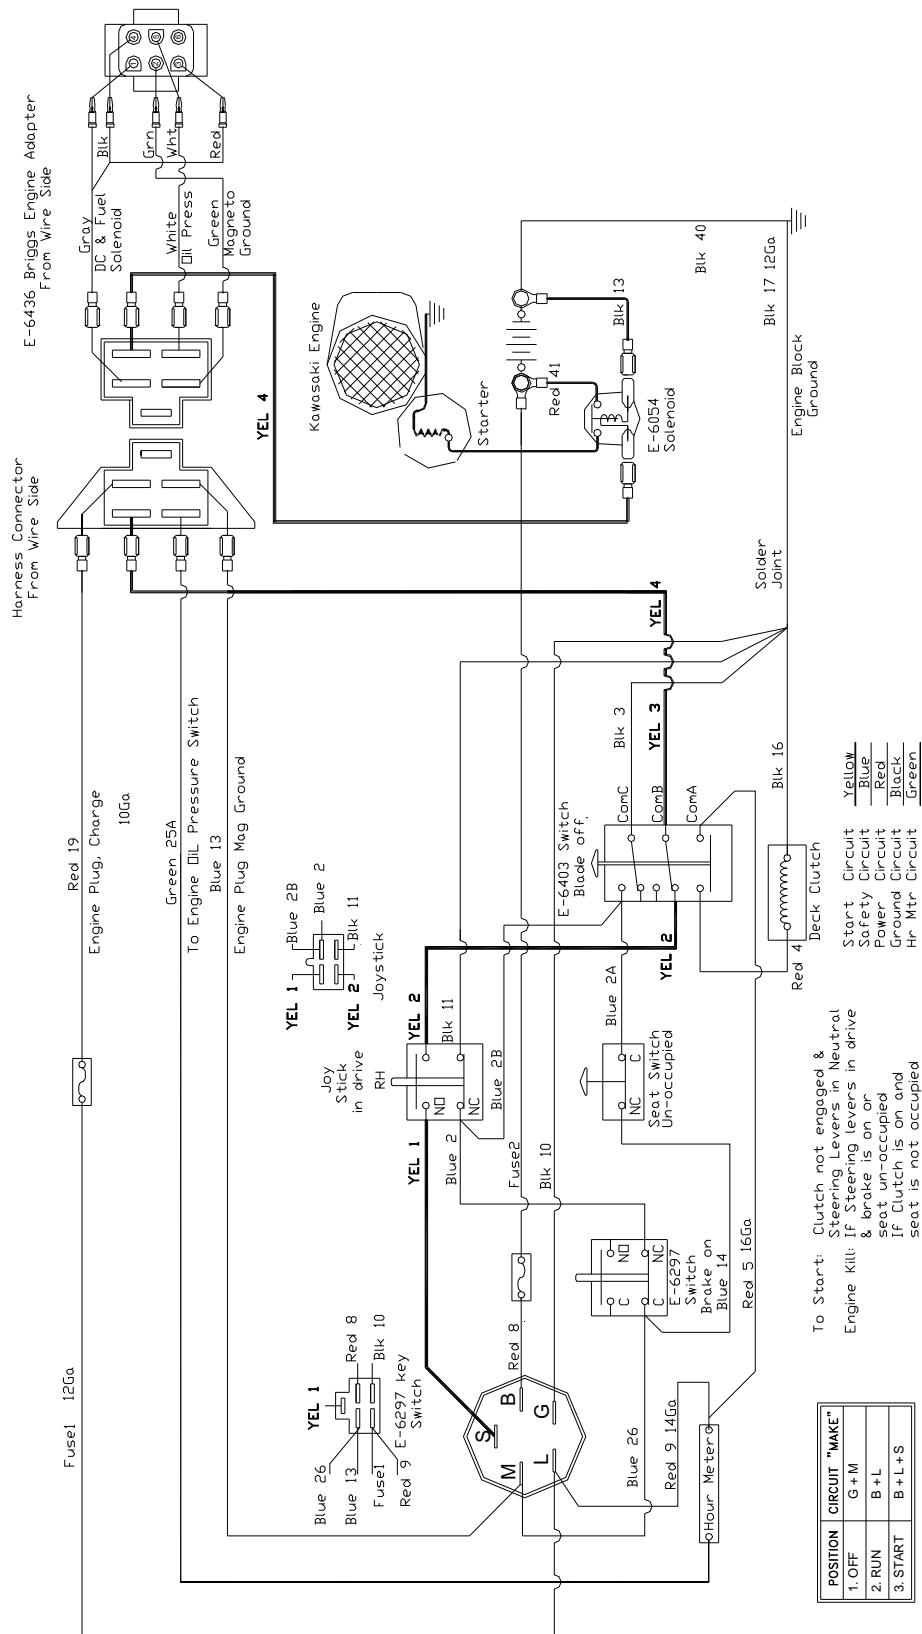 E-6436 Briggs Engine Adapter
From Wire Side
Gray
DC & Fuel
Solenoid
Blk
Grn
Wht
Red
White
Oil Press
Green
Magneto
Ground
4
5
6
1
2
3
Harness Connector
From Wire Side
YEL 4
Kawasaki Engine
Starter
Red 41
Blk 13
E-6054
Solenoid
Blk 40
Blk 17 12Ga
Engine Block
Ground
Solder
Joint
YEL 4
Blk 3
YEL 3
Blk 16
Red 19
Engine Plug, Charge
10Ga
Green 25A
To Engine Oil Pressure Switch
Blue 13
Engine Plug Mag Ground
Blue 2B
Blue 2
YEL 1
YEL 2
Blk 11
Joystick
E-6403 Switch
Blade off.
ComC
ComB
ComA
YEL 2
Deck Clutch
Red 4
YEL 2
Blk 11
Joy
Stick
in drive
RH
NO
NC
Blue 2B
YEL 1
Blue 2
Blue 2A
C
NC
Seat Switch
Un-occupied
Fuse2
Blk 10
NO
NC
C
C
E-6297
Switch
Brake on
Blue 14
Red 5 16Ga
Fuse1 12Ga
YEL 1
Red 8
Blk 10
Blue 26
Blue 13
Fuse1
Red 9
E-6297 key
Switch
Red 8
S
B
M
G
L
Blue 26
Red 9 14Ga
Hour Meter
Start Circuit Yellow
Safety Circuit Blue
Power Circuit Red
Ground Circuit Black
Hr Mtr Circuit Green
To Start: Clutch not engaged &
Steering Levers in Neutral
Engine Kill: If Steering levers in drive
& brake is on or
seat un-occupied
If Clutch is on and
seat is not occupied
POSITION CIRCUIT "MAKE"
1. OFF G + M
2. RUN B + L
3. START B + L + S